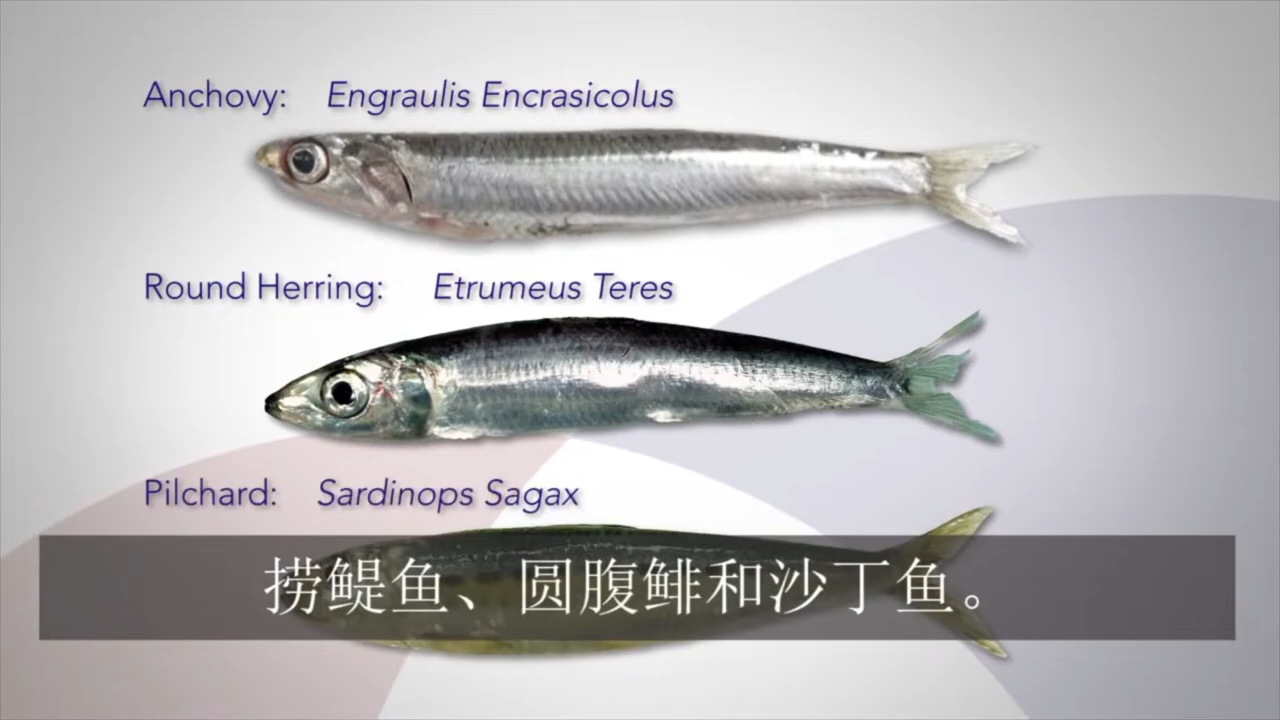 Anchovy: Engraulis Encrasicolus
Round Herring: Etrumeus Teres
Pilchard: Sardinops Sagax
捞鳀鱼、圆腹鲱和沙丁鱼。